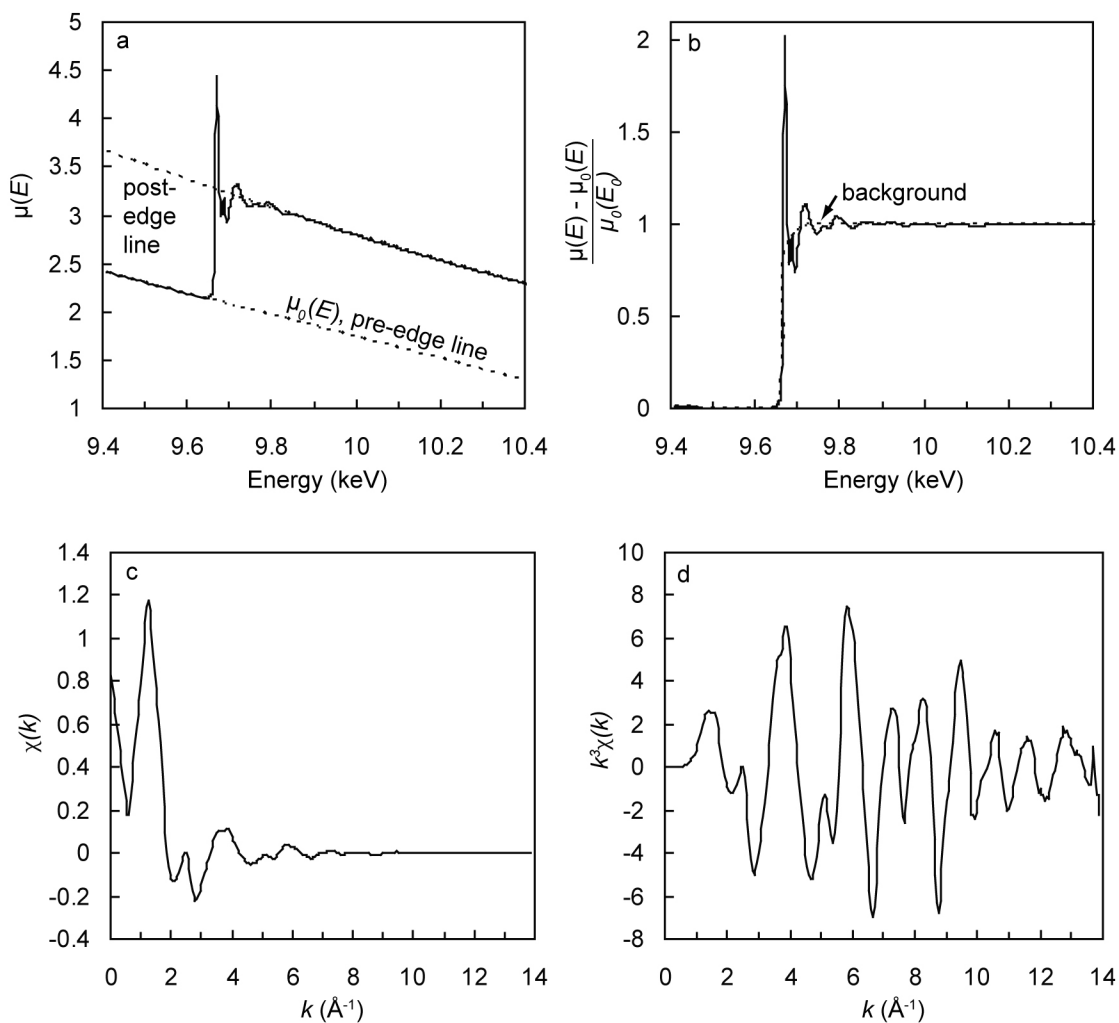 a
5
4.5
4
3.5
3
2.5
2
1.5
1
μ(E)
post-
edge
line
μ₀(E), pre-edge line
9.4 9.6 9.8 10 10.2 10.4
Energy (keV)
b
2
1.5
1
0.5
0
μ(E) - μ₀(E)
μ₀(E₀)
background
9.4 9.6 9.8 10 10.2 10.4
Energy (keV)
c
1.4
1.2
1
0.8
0.6
0.4
0.2
0
-0.2
-0.4
χ(k)
0 2 4 6 8 10 12 14
k (Å⁻¹)
d
10
8
6
4
2
0
-2
-4
-6
-8
k³χ(k)
0 2 4 6 8 10 12 14
k (Å⁻¹)